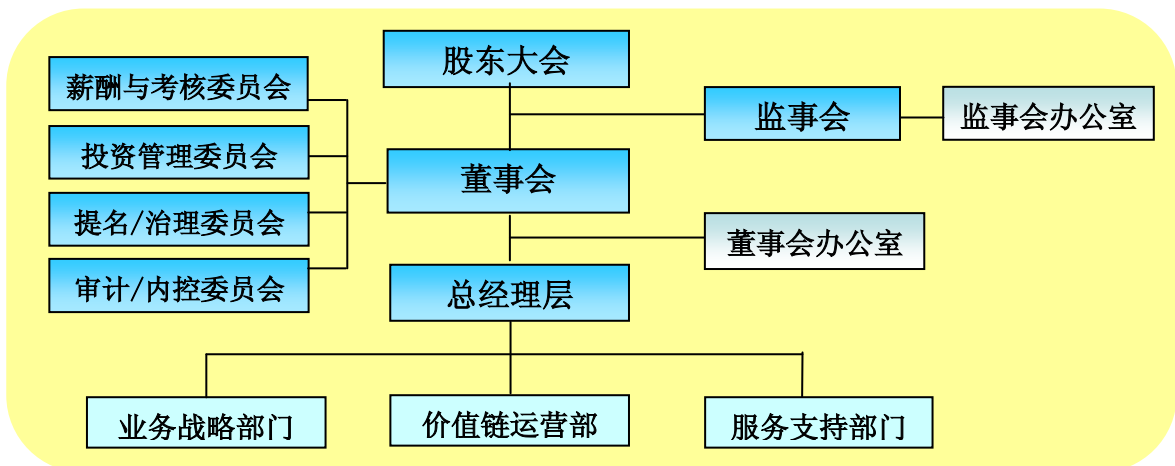 股东大会
薪酬与考核委员会
监事会
监事会办公室
投资管理委员会
董事会
提名/治理委员会
董事会办公室
审计/内控委员会
总经理层
业务战略部门
价值链运营部
服务支持部门